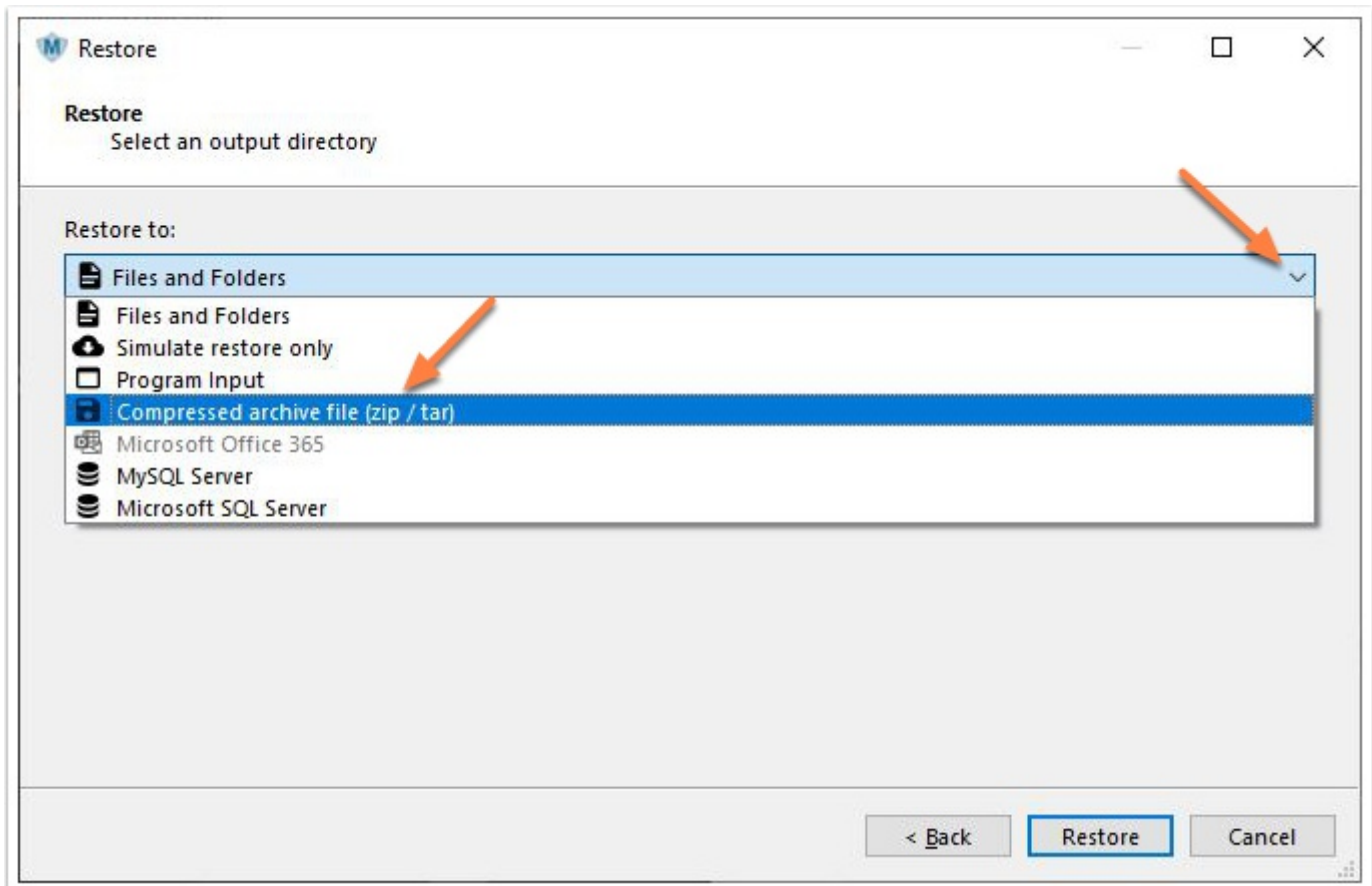 Restore
Restore
Select an output directory
Restore to:
Files and Folders
Files and Folders
Simulate restore only
Program Input
Compressed archive file (zip / tar)
Microsoft Office 365
MySQL Server
Microsoft SQL Server
< Back Restore Cancel